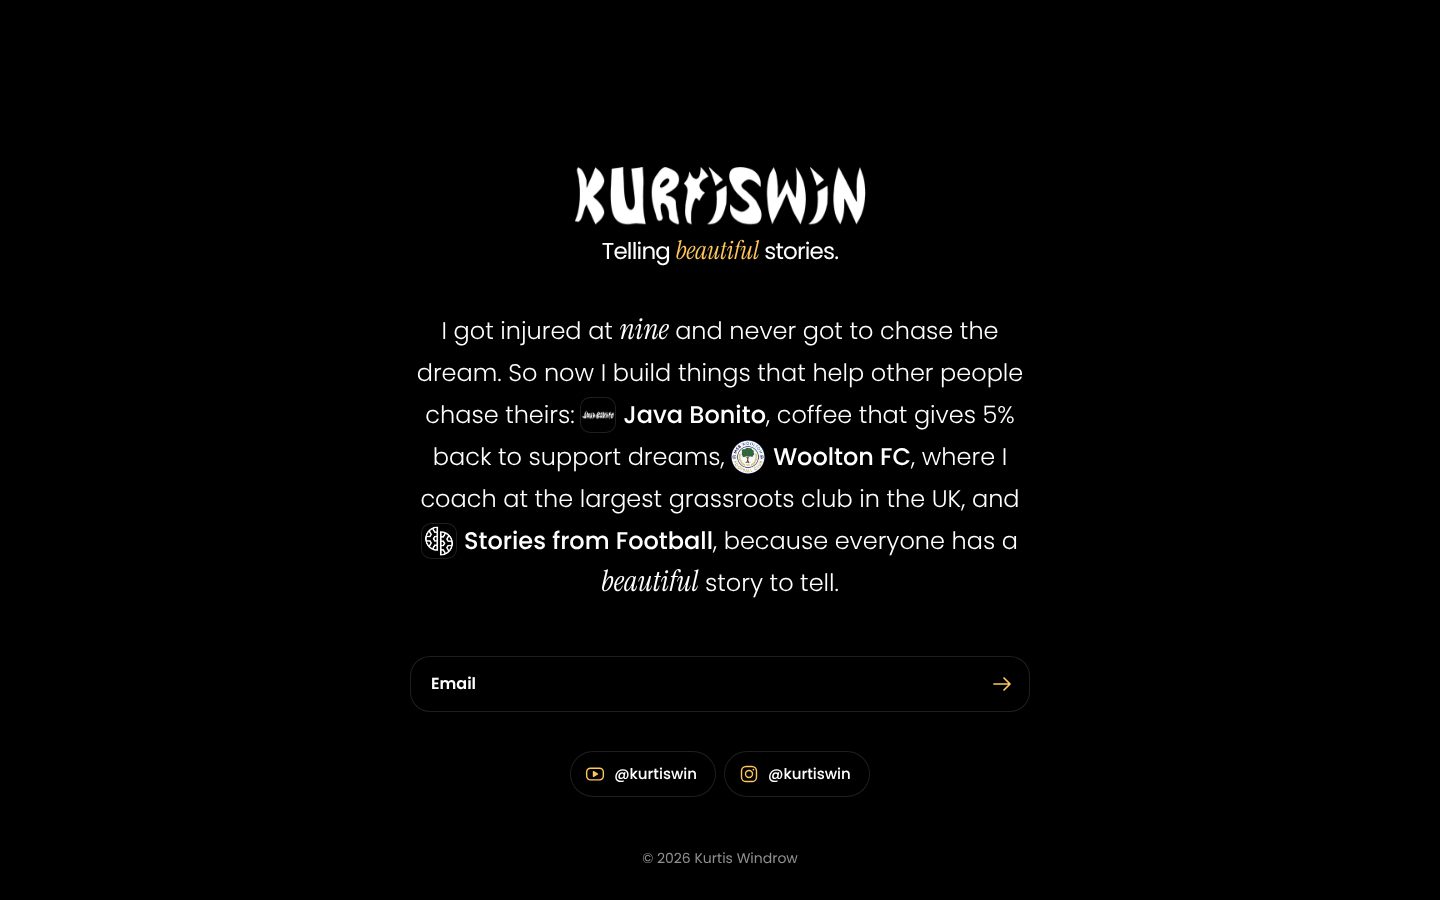 KURTISWIN
Telling beautiful stories.
I got injured at nine and never got to chase the
dream. So now I build things that help other people
chase theirs: Java Bonito, coffee that gives 5%
back to support dreams, Woolton FC, where I
coach at the largest grassroots club in the UK, and
Stories from Football, because everyone has a
beautiful story to tell.
Email
@kurtiswin @kurtiswin
© 2026 Kurtis Windrow